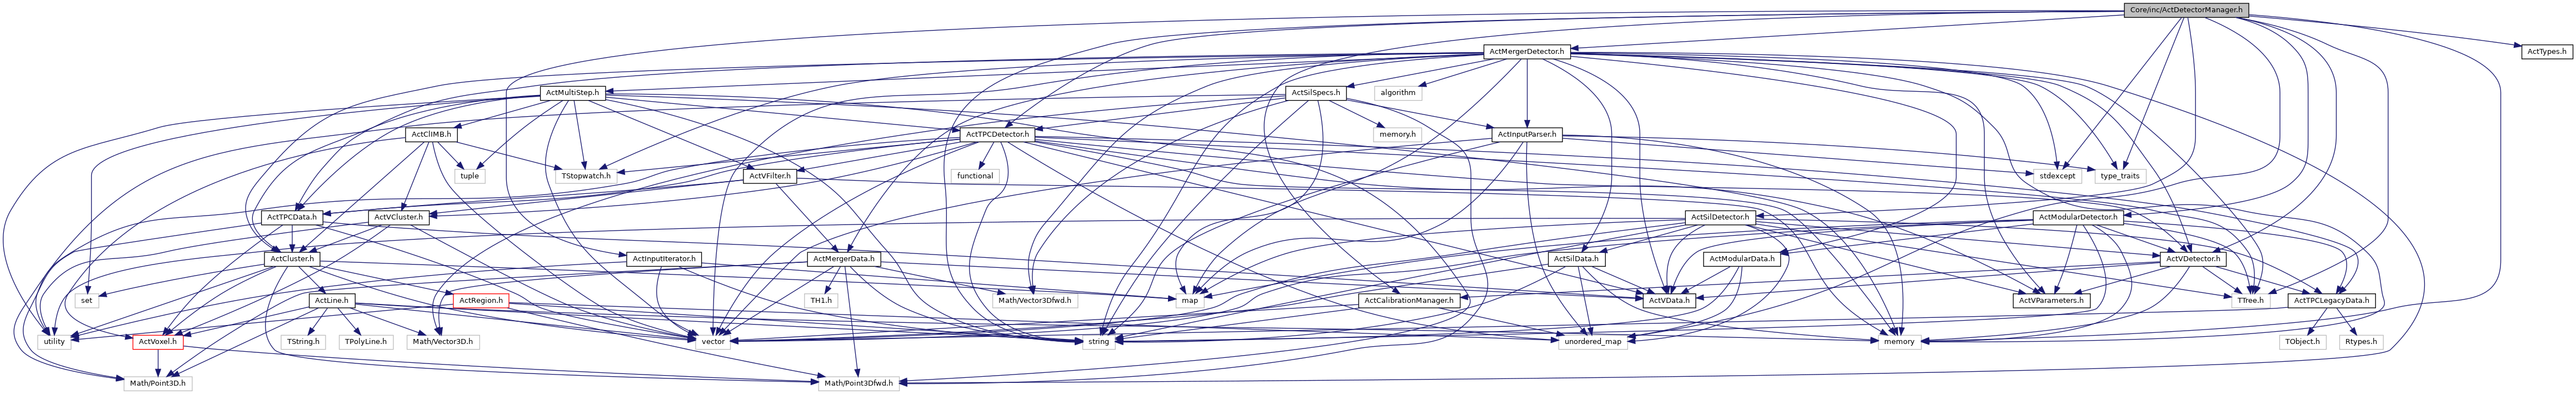 Core/inc/ActDetectorManager.h
ActMergerDetector.h
ActTypes.h
ActMultiStep.h
ActSilSpecs.h
algorithm
ActClIMB.h
ActTPCDetector.h
memory.h
ActInputParser.h
tuple
TStopwatch.h
ActVFilter.h
functional
stdexcept
type_traits
ActTPCData.h
ActVCluster.h
ActSilDetector.h
ActModularDetector.h
ActCluster.h
ActInputIterator.h
ActMergerData.h
ActSilData.h
ActModularData.h
ActVDetector.h
set
ActLine.h
ActRegion.h
TH1.h
Math/Vector3Dfwd.h
map
ActCalibrationManager.h
ActVData.h
ActVParameters.h
TTree.h
ActTPCLegacyData.h
utility
ActVoxel.h
TString.h
TPolyLine.h
Math/Vector3D.h
vector
string
unordered_map
memory
TObject.h
Rtypes.h
Math/Point3D.h
Math/Point3Dfwd.h